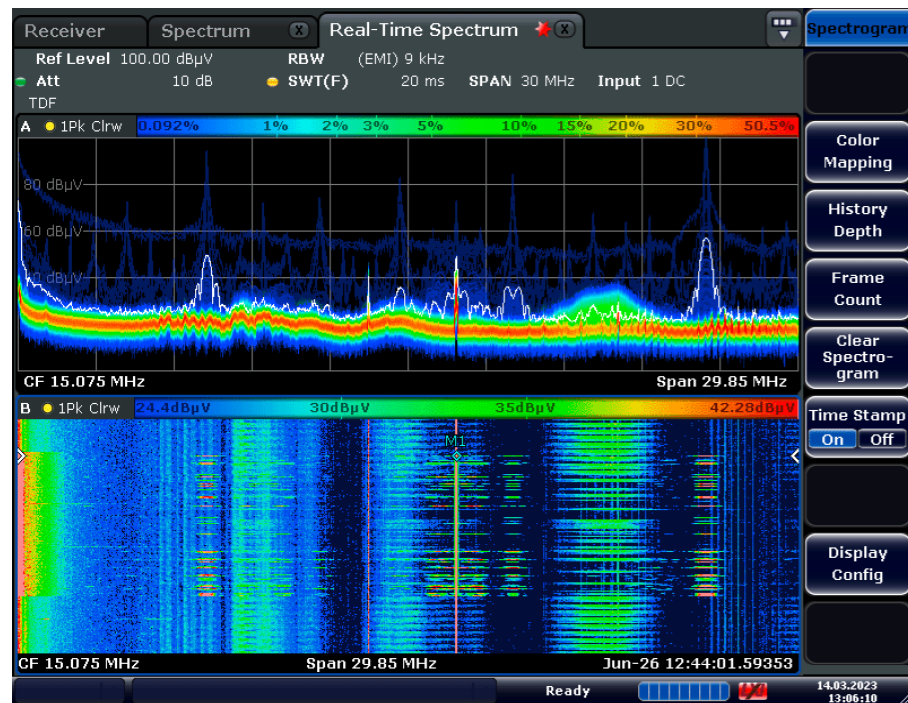 Receiver Spectrum X Real-Time Spectrum X Spectrogram
Ref Level 100.00 dBµV RBW (EMI) 9 kHz
Att 10 dB SWT(F) 20 ms SPAN 30 MHz Input 1 DC
TDF
A 1Pk Clrw 0.092% 1% 2% 3% 5% 10% 15% 20% 30% 50.5%
80 dBµV
60 dBµV
40 dBµV
CF 15.075 MHz Span 29.85 MHz
B 1Pk Clrw 24.4dBµV 30dBµV 35dBµV 42.28dBµV
M1
CF 15.075 MHz Span 29.85 MHz Jun-26 12:44:01.59353
Color
Mapping
History
Depth
Frame
Count
Clear
Spectro-
gram
Time Stamp
On Off
Display
Config
Ready 14.03.2023
13:06:10